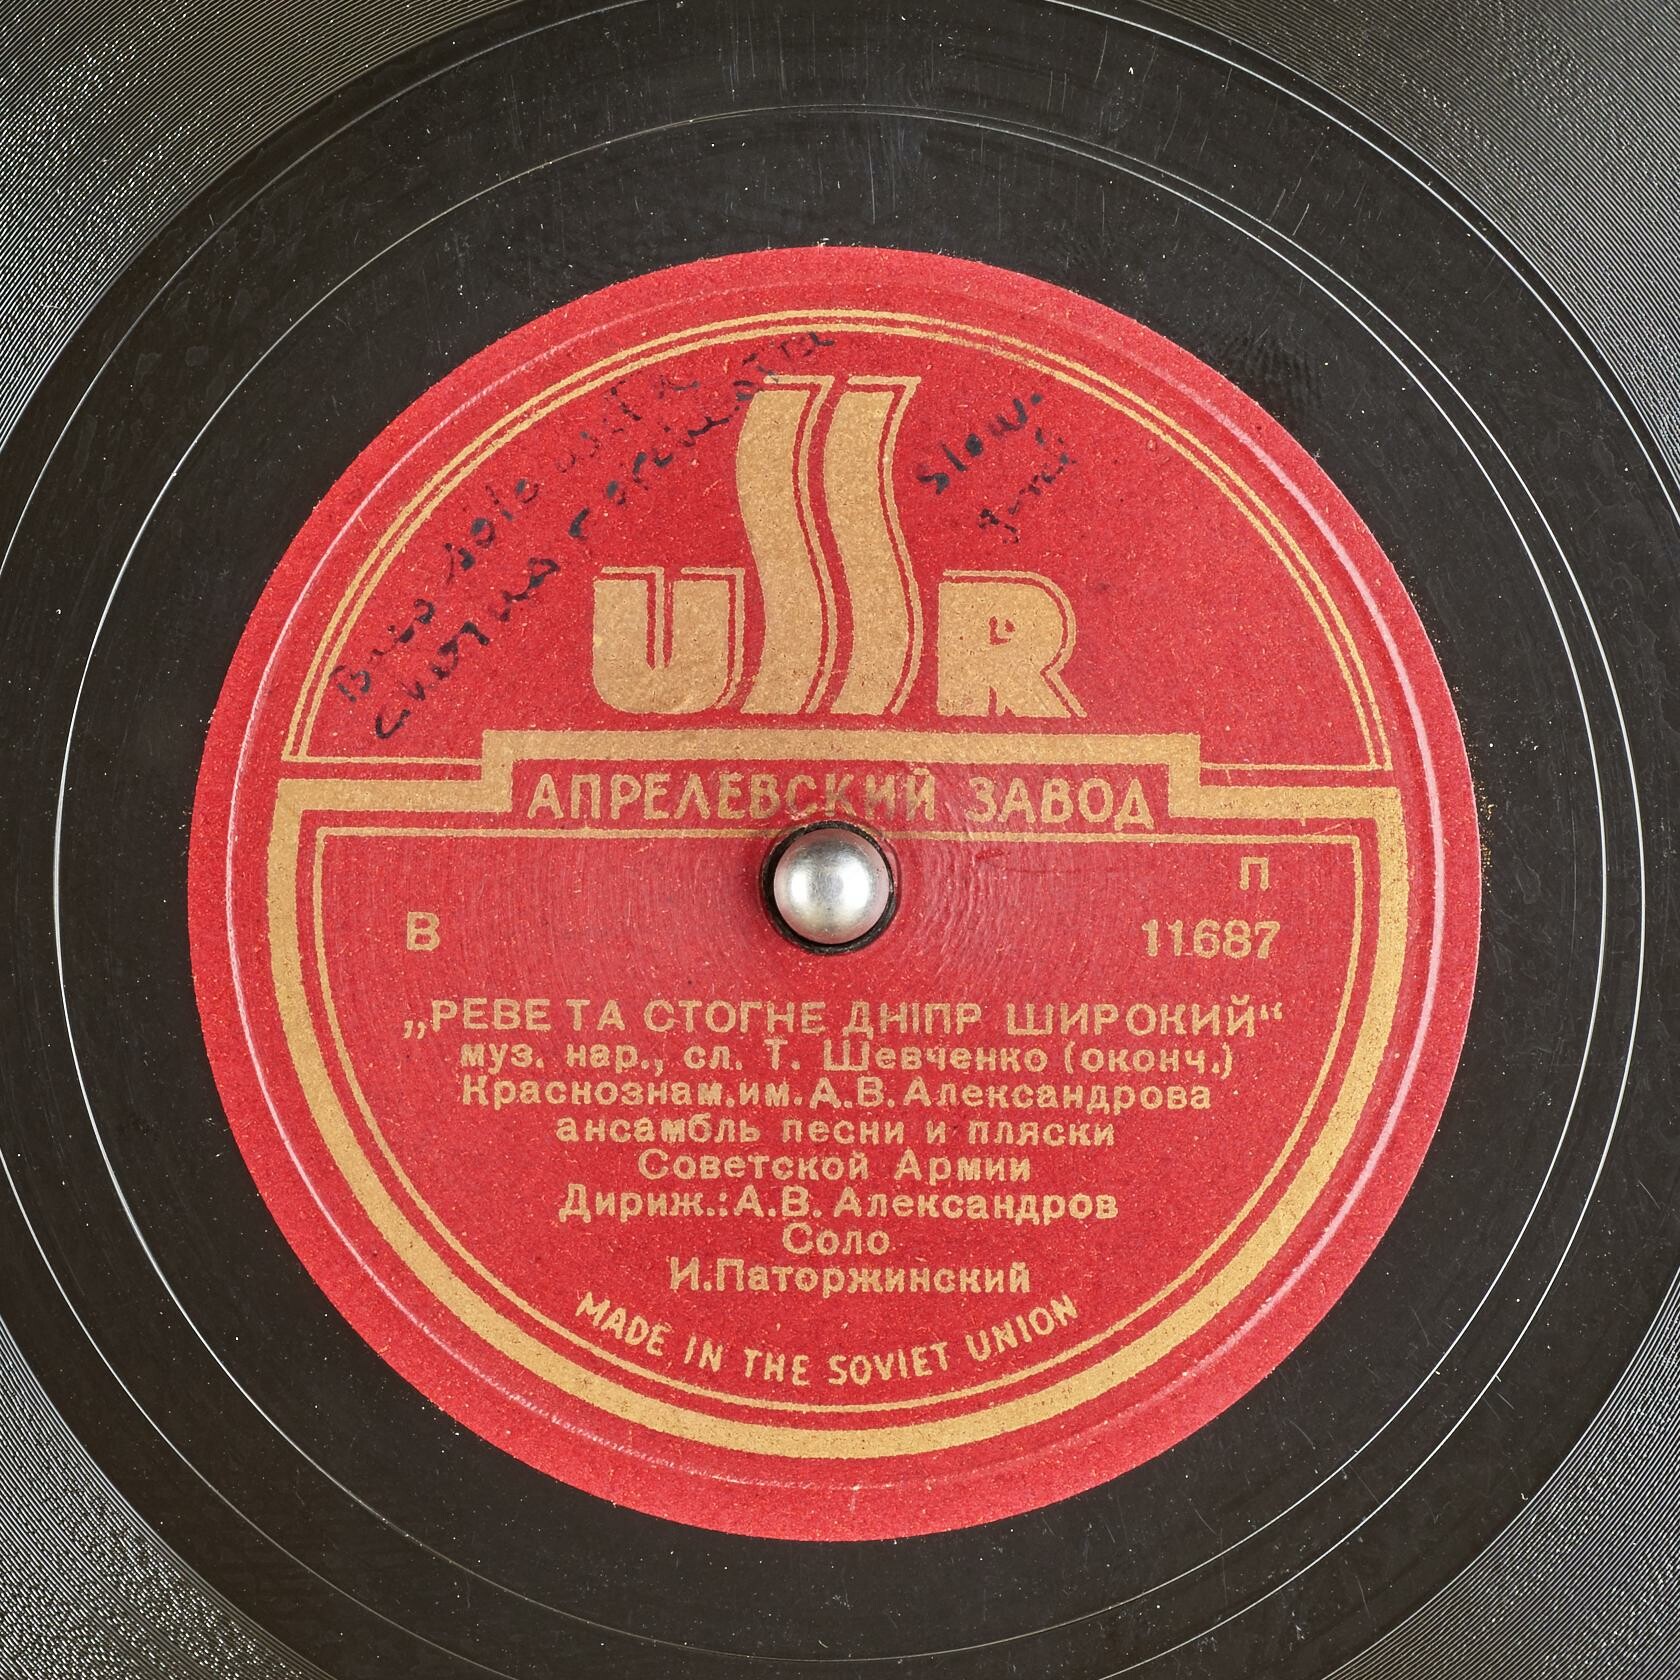 USSR
АПРЕЛЕВСКИЙ ЗАВОД
П
В 11687
„РЕВЕ ТА СТОГНЕ ДНІПР ШИРОКИЙ“
муз. нар., сл. Т. Шевченко (оконч.)
Краснознам.им.А.В.Александрова
ансамбль песни и пляски
Советской Армии
Дириж.:А.В.Александров
Соло
И.Паторжинский
MADE IN THE SOVIET UNION